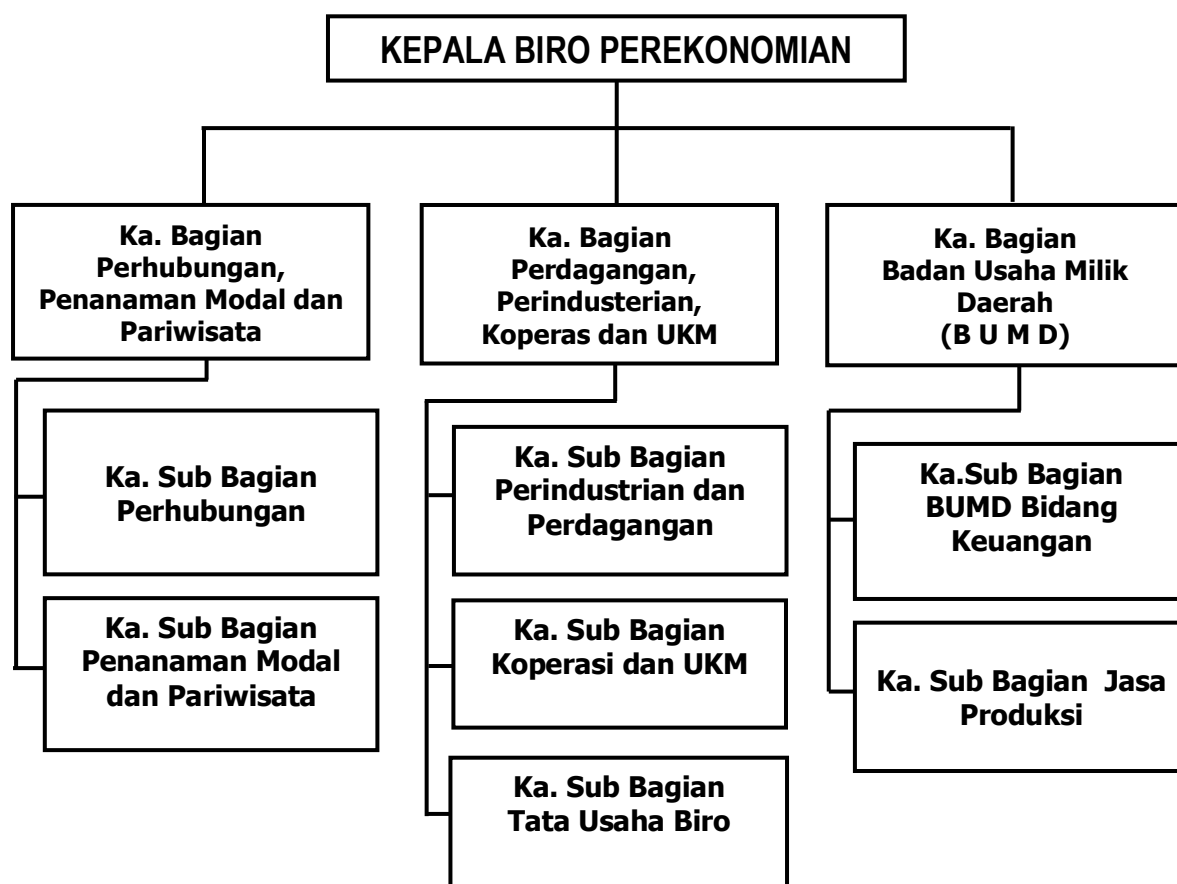 KEPALA BIRO PEREKONOMIAN
Ka. Bagian
Perhubungan,
Penanaman Modal dan
Pariwisata
Ka. Bagian
Perdagangan,
Perindusterian,
Koperas dan UKM
Ka. Bagian
Badan Usaha Milik
Daerah
(B U M D)
Ka. Sub Bagian
Perhubungan
Ka. Sub Bagian
Penanaman Modal
dan Pariwisata
Ka. Sub Bagian
Perindustrian dan
Perdagangan
Ka. Sub Bagian
Koperasi dan UKM
Ka. Sub Bagian
Tata Usaha Biro
Ka.Sub Bagian
BUMD Bidang
Keuangan
Ka. Sub Bagian  Jasa
Produksi